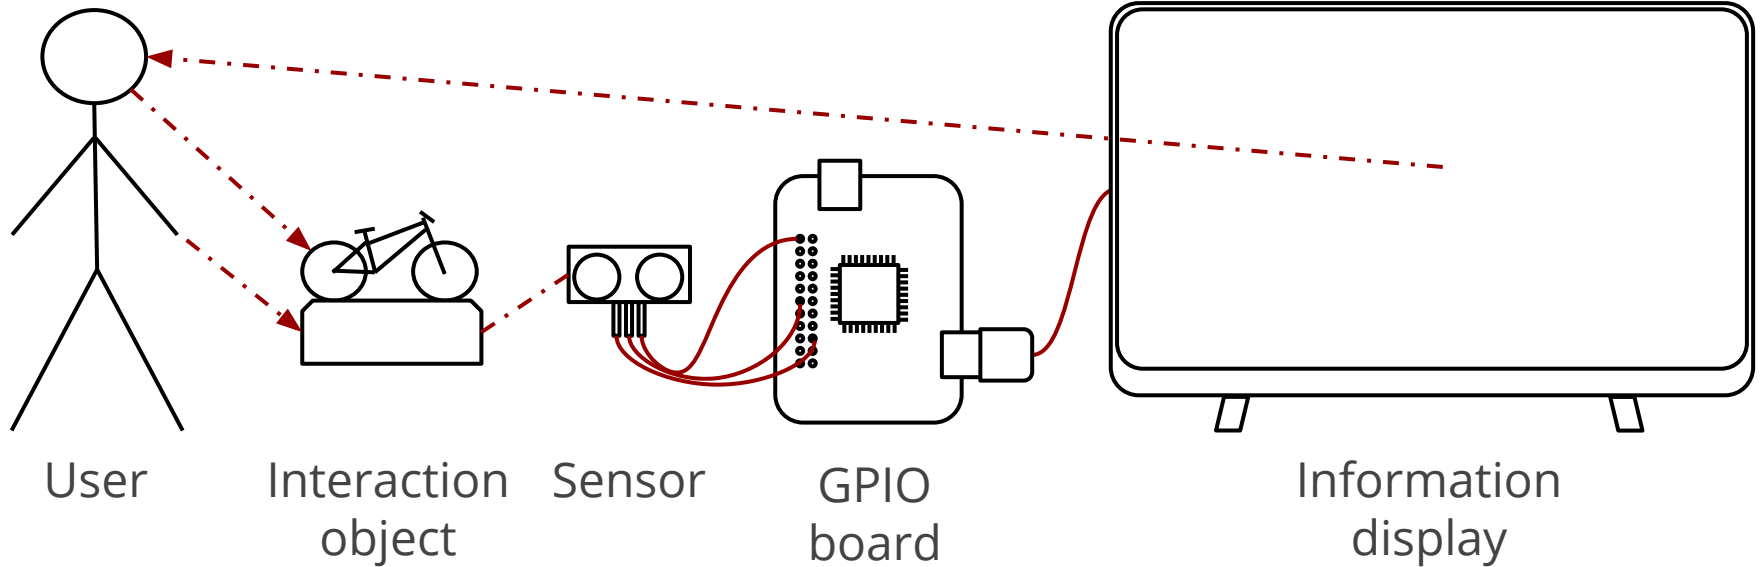 User
Interaction
object
Sensor
GPIO
board
Information
display